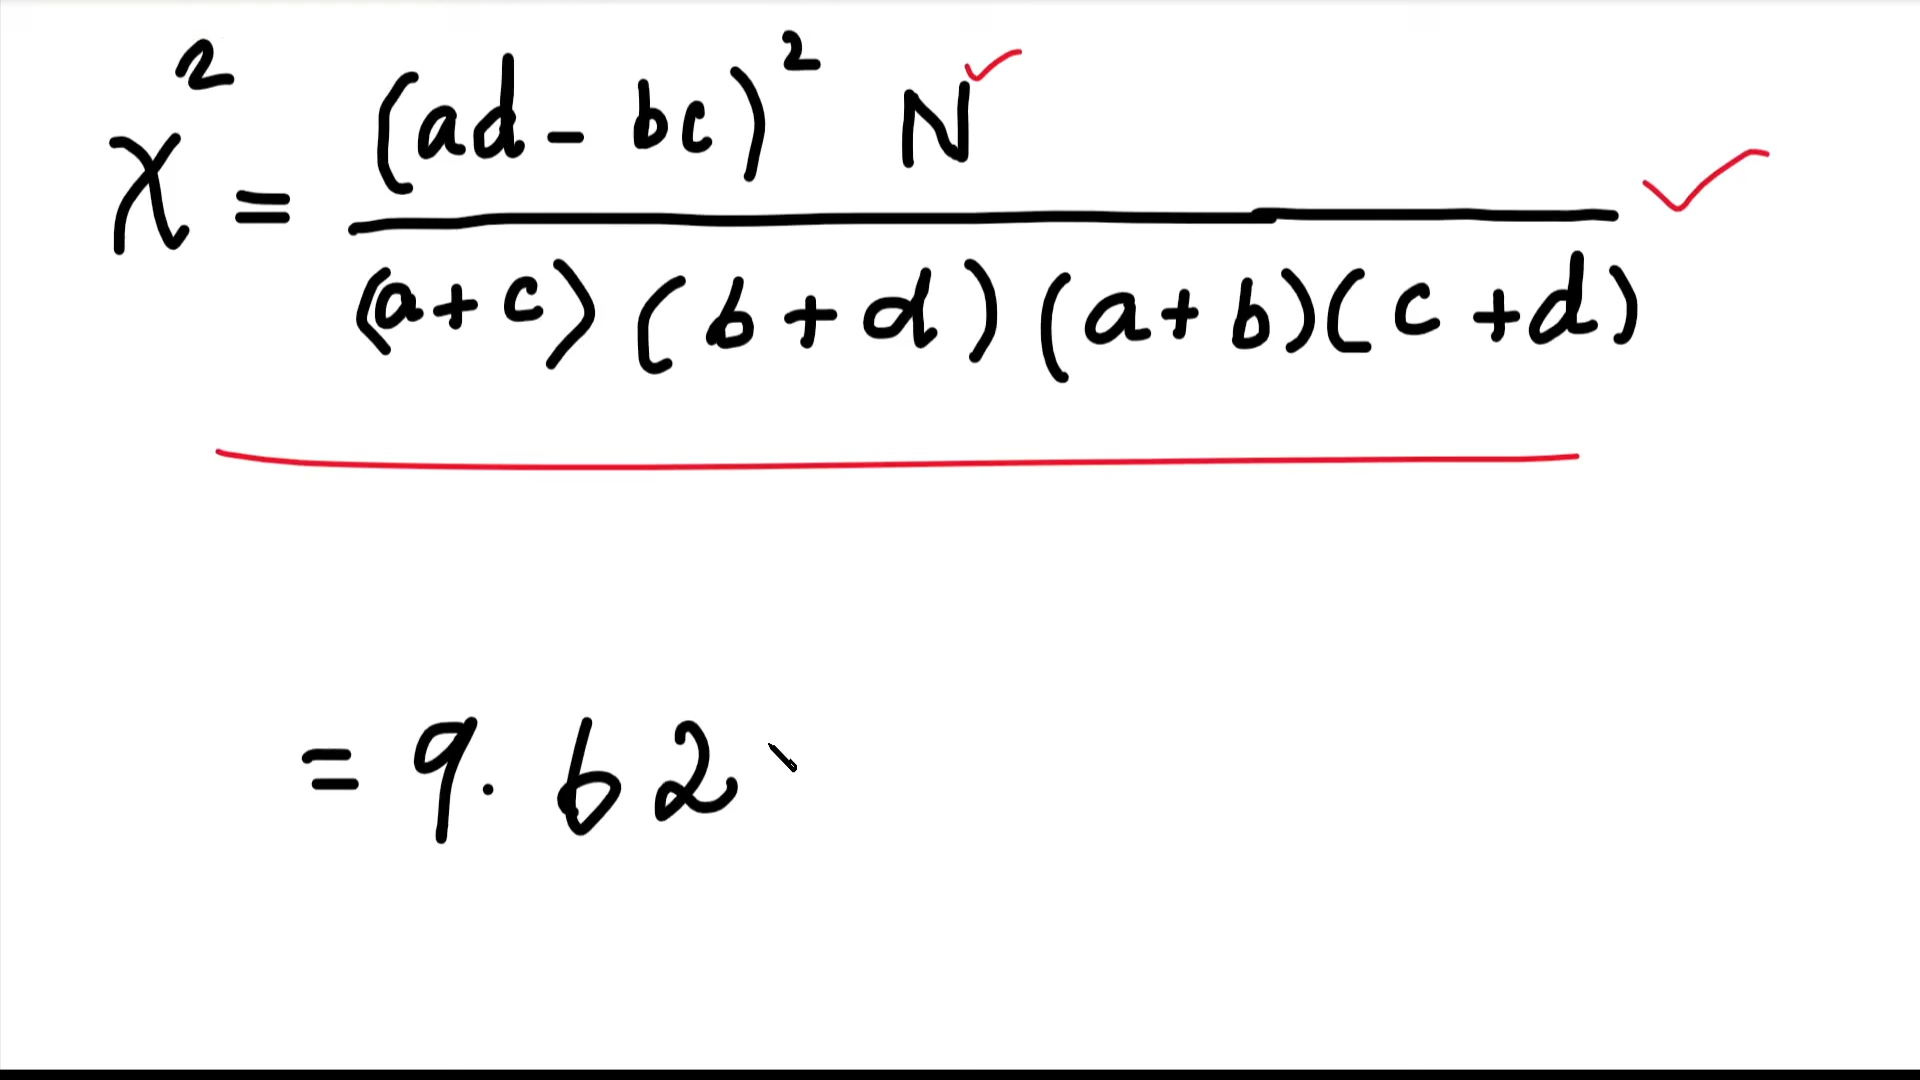 χ² = (ad - bc)² N
(a+c) (b+d) (a+b)(c+d)
= 9.62